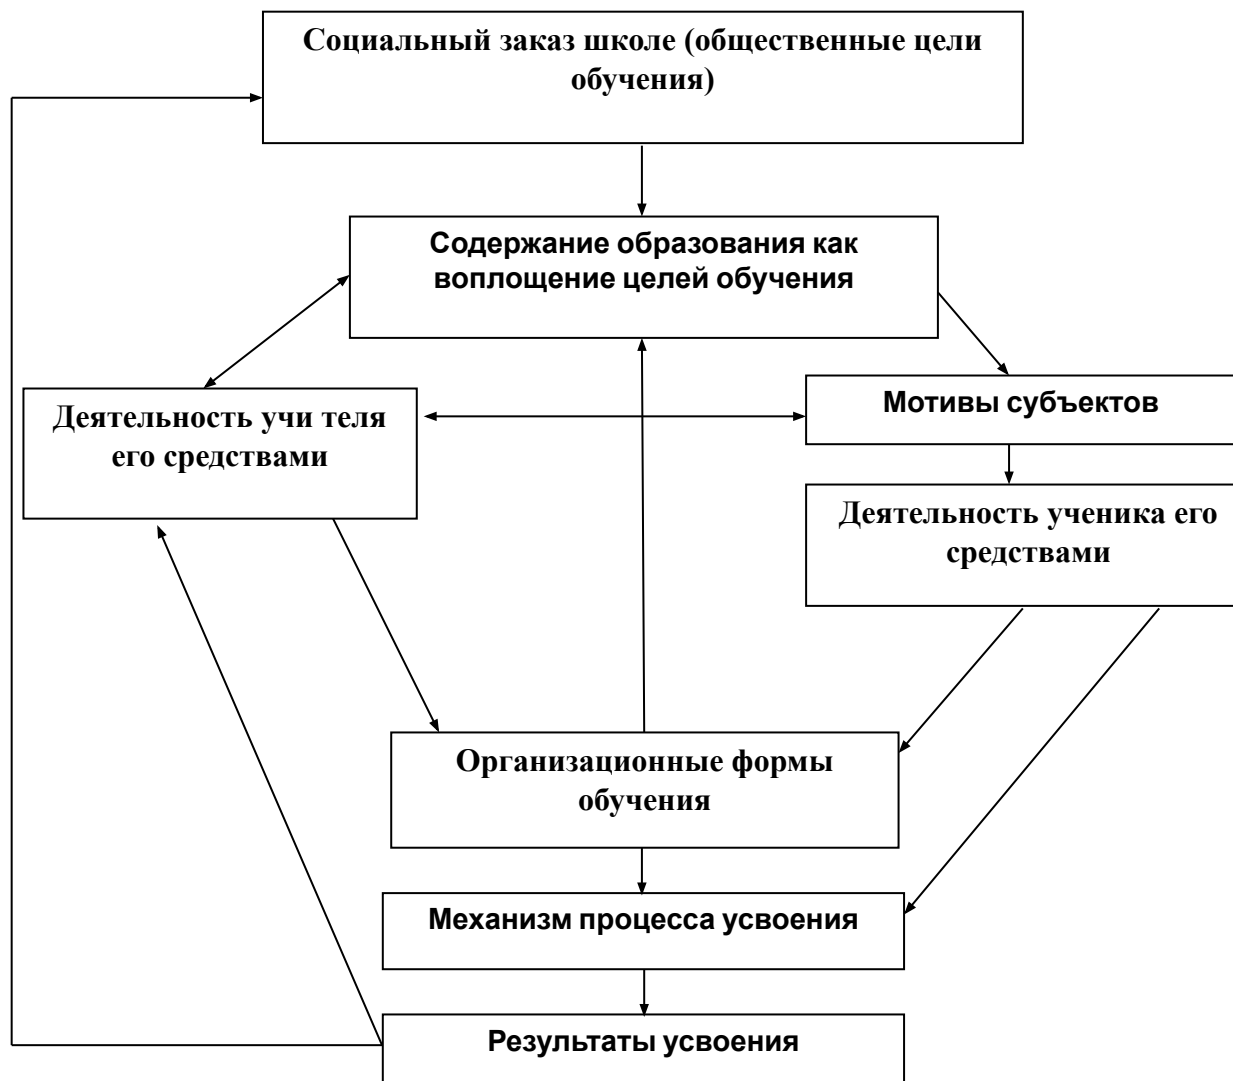 Социальный заказ школе (общественные цели
обучения)
Содержание образования как
воплощение целей обучения
Деятельность учи теля
его средствами
Мотивы субъектов
Деятельность ученика его
средствами
Организационные формы
обучения
Механизм процесса усвоения
Результаты усвоения